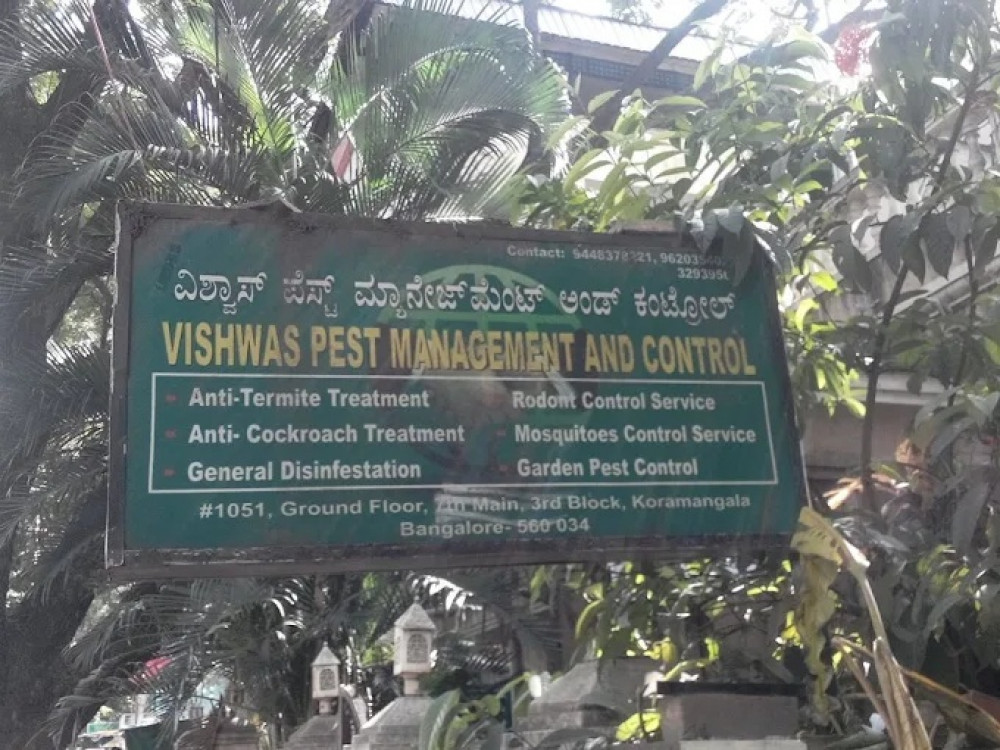 Contact:
ವಿಶ್ವಾಸ್ ಪೆಸ್ಟ್ ಮ್ಯಾನೇಜ್‌ಮೆಂಟ್ ಅಂಡ್ ಕಂಟ್ರೋಲ್
VISHWAS PEST MANAGEMENT AND CONTROL
Anti-Termite Treatment Rodont Control Service
Anti- Cockroach Treatment Mosquitoes Control Service
General Disinfestation Garden Pest Control
#1051, Ground Floor, 7th Main, 3rd Block, Koramangala
Bangalore- 560 034